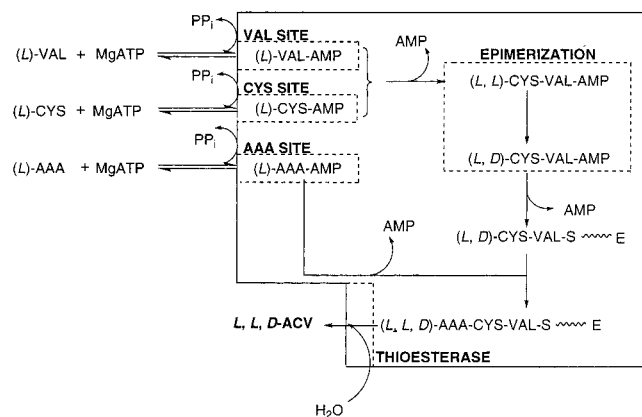 PPi
VAL SITE
(L)-VAL + MgATP
(L)-VAL-AMP
AMP
EPIMERIZATION
PPi
CYS SITE
(L, L)-CYS-VAL-AMP
(L)-CYS + MgATP
(L)-CYS-AMP
PPi
AAA SITE
(L)-AAA + MgATP
(L)-AAA-AMP
(L, D)-CYS-VAL-AMP
AMP
AMP
(L, D)-CYS-VAL-S E
L, L, D-ACV
(L, L, D)-AAA-CYS-VAL-S E
THIOESTERASE
H2O